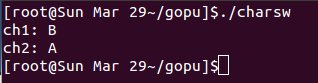 [root@Sun Mar 29~/gopu]$./charsw
ch1: B
ch2: A
[root@Sun Mar 29~/gopu]$